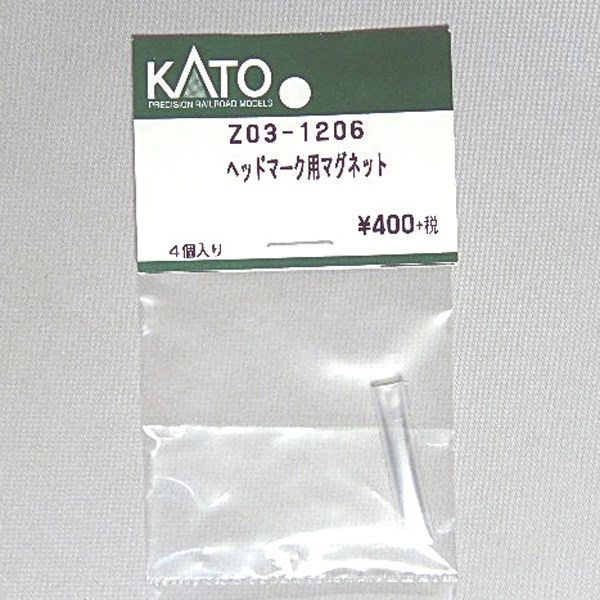 KATO
PRECISION RAILROAD MODELS
Z03-1206
ヘッドマーク用マグネット
¥400+税
4個入り